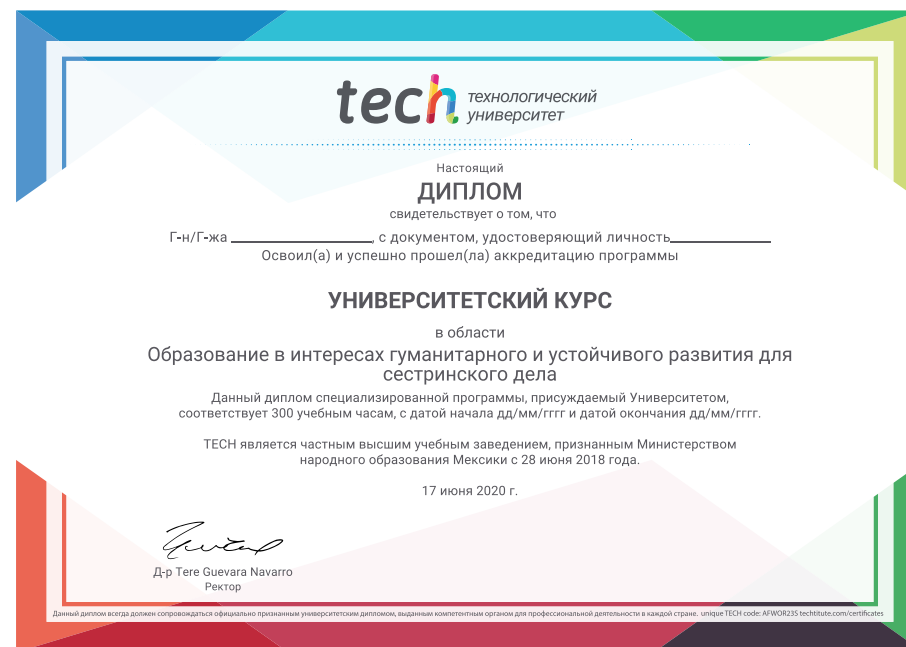 tech технологический
университет
Настоящий
ДИПЛОМ
свидетельствует о том, что
Г-н/Г-жа ____________________, с документом, удостоверяющий личность______________
Освоил(а) и успешно прошел(ла) аккредитацию программы
УНИВЕРСИТЕТСКИЙ КУРС
в области
Образование в интересах гуманитарного и устойчивого развития для
сестринского дела
Данный диплом специализированной программы, присуждаемый Университетом,
соответствует 300 учебным часам, с датой начала дд/мм/гггг и датой окончания дд/мм/гггг.
TECH является частным высшим учебным заведением, признанным Министерством
народного образования Мексики с 28 июня 2018 года.
17 июня 2020 г.
Д-р Tere Guevara Navarro
Ректор
Данный диплом всегда должен сопровождаться официально признанным университетским дипломом, выданным компетентным органом для профессиональной деятельности в каждой стране. unique TECH code: AFWOR23S techtitute.com/certificates